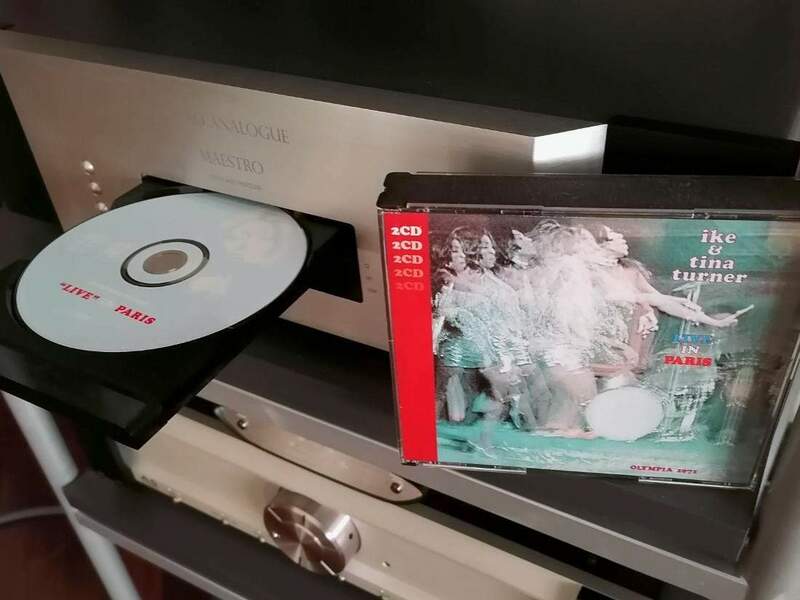 ANALOGUE
MAESTRO
"LIVE" PARIS
2CD
2CD
2CD
2CD
2CD
ike
&
tina
turner
LIVE
IN
PARIS
OLYMPIA 1971